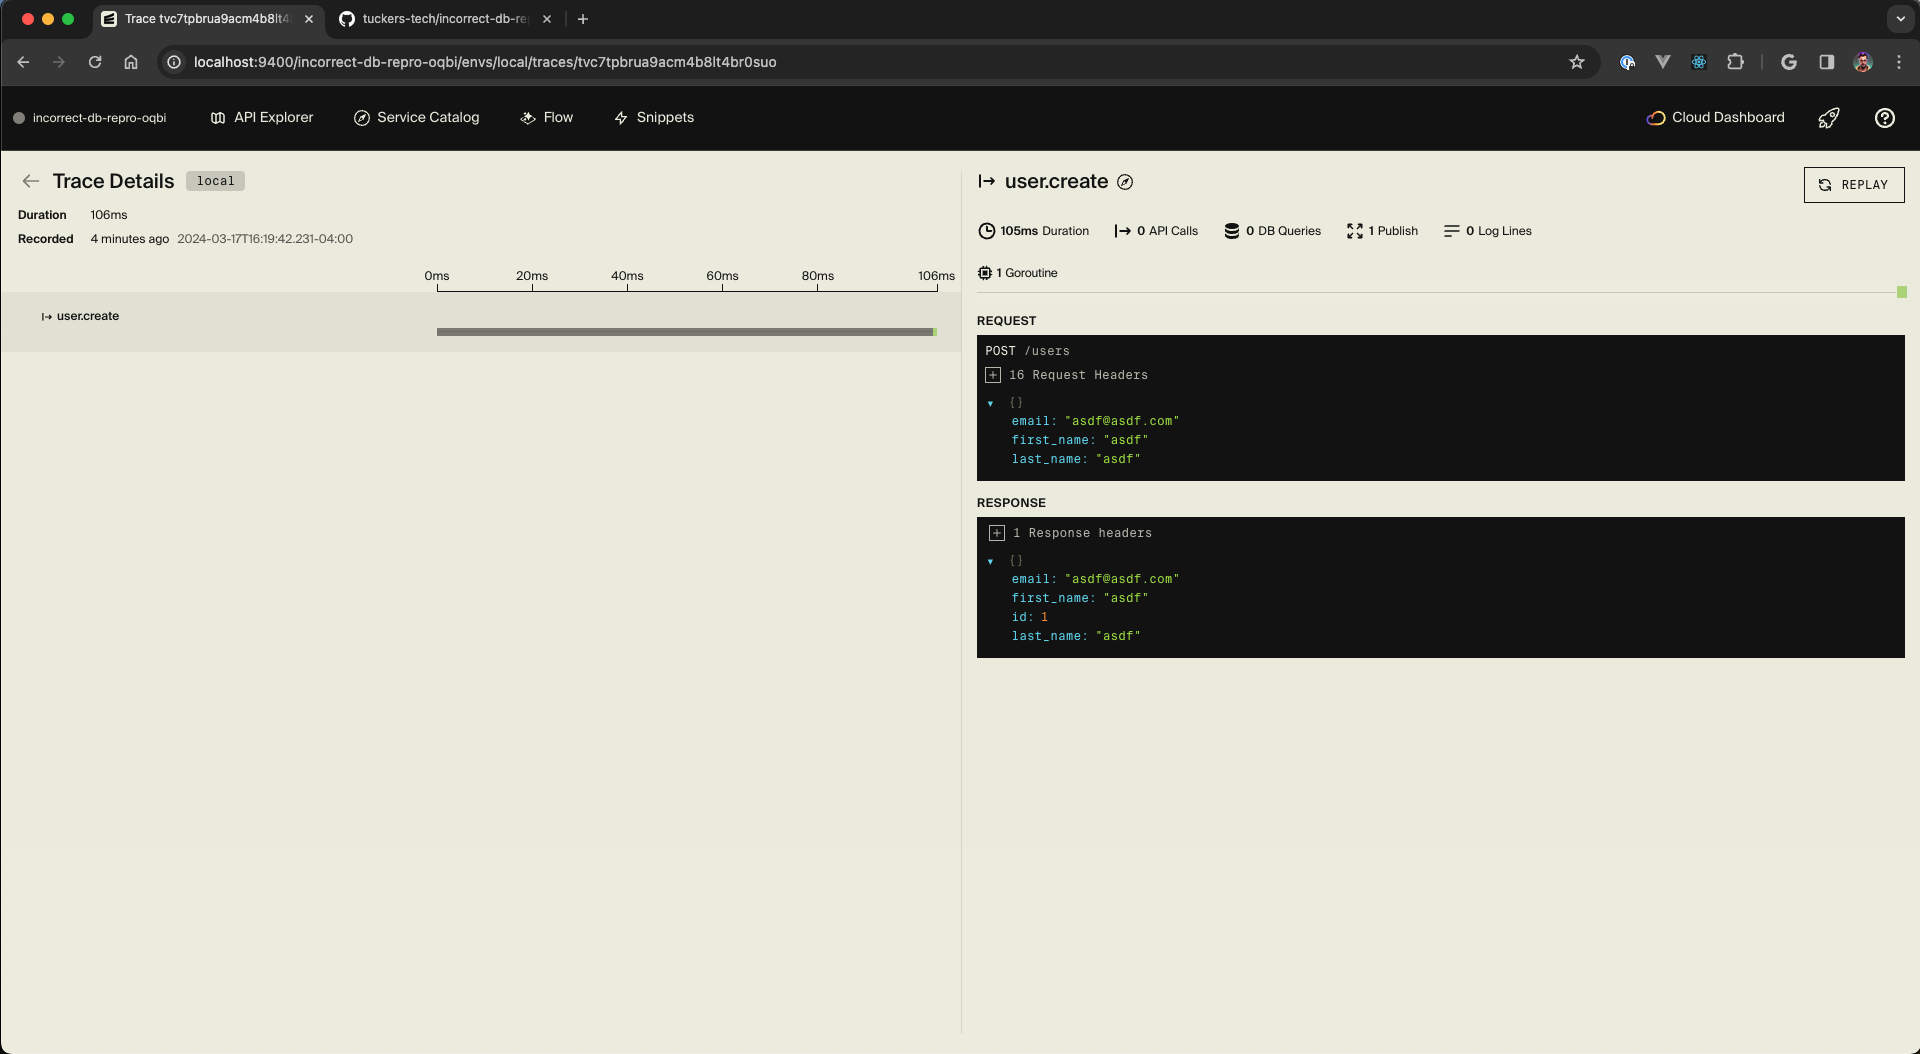 Trace tvc7tpbrua9acm4b8lt4
tuckers-tech/incorrect-db-re
localhost:9400/incorrect-db-repro-oqbi/envs/local/traces/tvc7tpbrua9acm4b8lt4br0suo
incorrect-db-repro-oqbi
API Explorer
Service Catalog
Flow
Snippets
Cloud Dashboard
Trace Details local
Duration 106ms
Recorded 4 minutes ago 2024-03-17T16:19:42.231-04:00
0ms 20ms 40ms 60ms 80ms 106ms
user.create
user.create
REPLAY
105ms Duration 0 API Calls 0 DB Queries 1 Publish 0 Log Lines
1 Goroutine
REQUEST
POST /users
16 Request Headers
{}
email: "asdf@asdf.com"
first_name: "asdf"
last_name: "asdf"
RESPONSE
1 Response headers
{}
email: "asdf@asdf.com"
first_name: "asdf"
id: 1
last_name: "asdf"